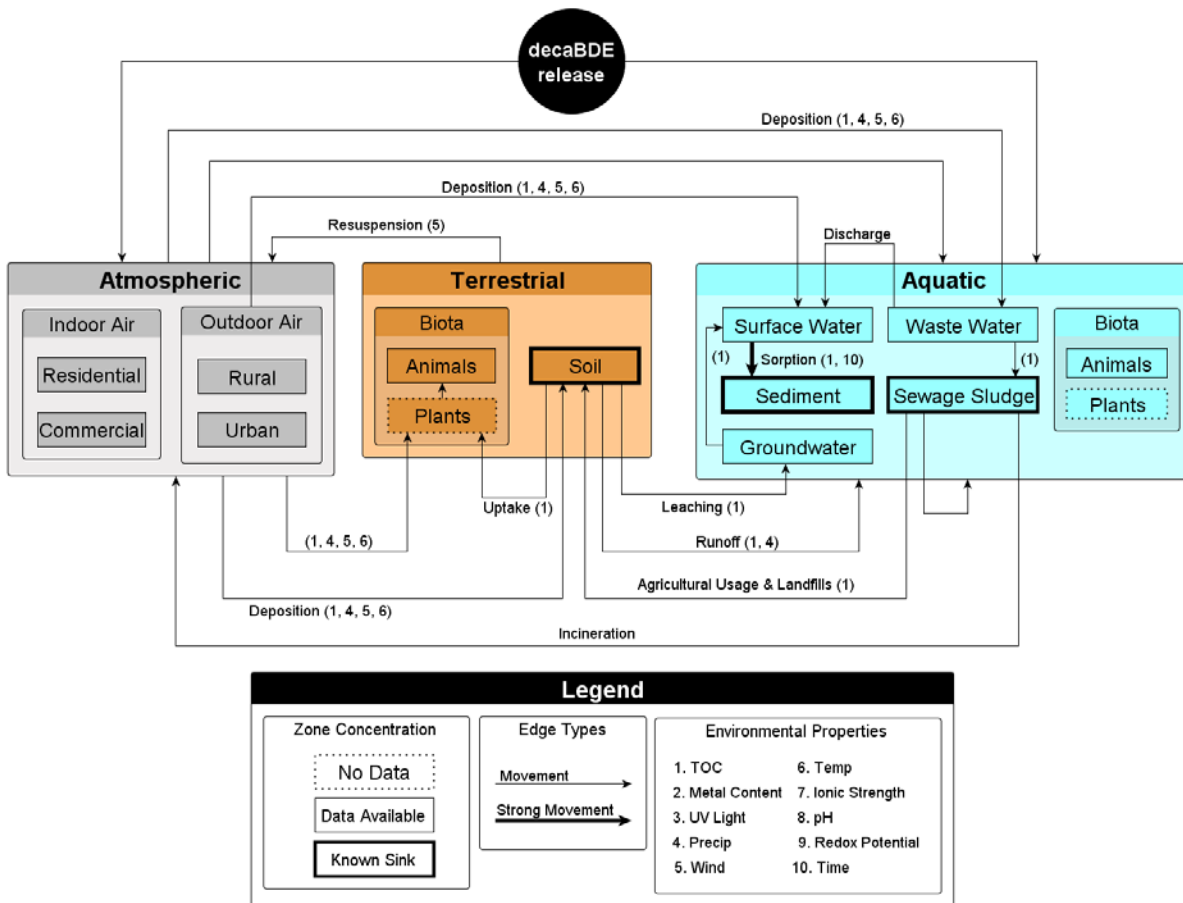 decaBDE
release
Deposition (1, 4, 5, 6)
Deposition (1, 4, 5, 6)
Resuspension (5)
Discharge
Atmospheric
Indoor Air
Residential
Commercial
Outdoor Air
Rural
Urban
Terrestrial
Biota
Animals
Plants
Soil
Aquatic
Surface Water
Waste Water
(1)
Sorption (1, 10)
(1)
Sediment
Sewage Sludge
Groundwater
Biota
Animals
Plants
Uptake (1)
Leaching (1)
(1, 4, 5, 6)
Runoff (1, 4)
Agricultural Usage & Landfills (1)
Deposition (1, 4, 5, 6)
Incineration
Legend
Zone Concentration
No Data
Data Available
Known Sink
Edge Types
Movement
Strong Movement
Environmental Properties
1. TOC
2. Metal Content
3. UV Light
4. Precip
5. Wind
6. Temp
7. Ionic Strength
8. pH
9. Redox Potential
10. Time